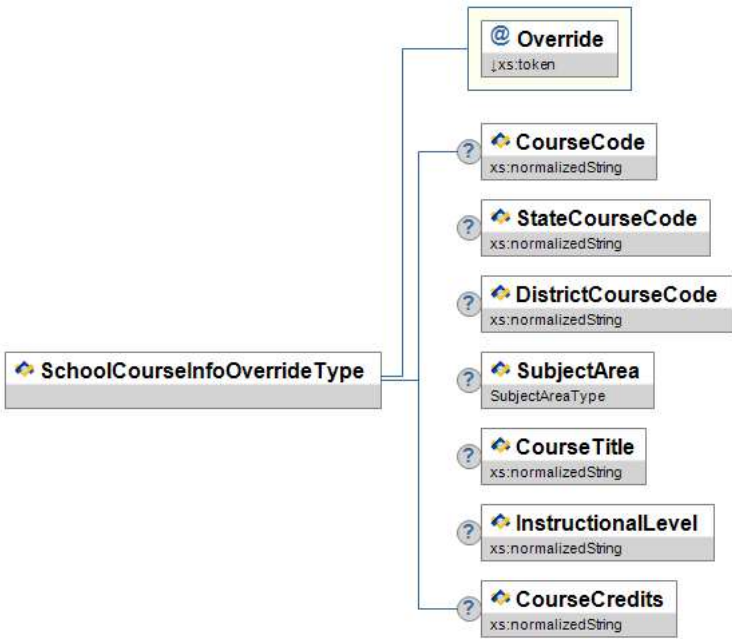 @ Override
↓xs:token
? CourseCode
xs:normalizedString
? StateCourseCode
xs:normalizedString
? DistrictCourseCode
xs:normalizedString
SchoolCourseInfoOverrideType
? SubjectArea
SubjectAreaType
? CourseTitle
xs:normalizedString
? InstructionalLevel
xs:normalizedString
? CourseCredits
xs:normalizedString